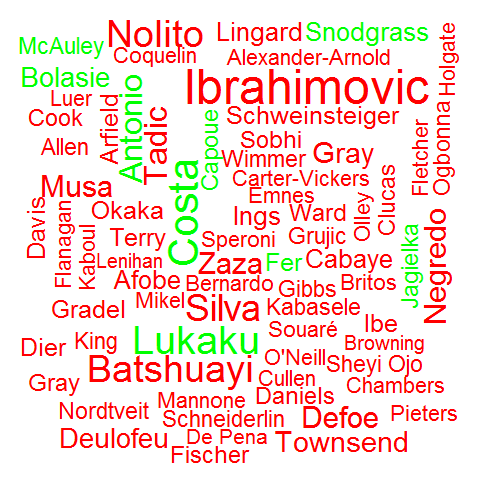 Nolito
Lingard
Snodgrass
McAuley
Coquelin
Alexander-Arnold
Holgate
Bolasie
Ibrahimovic
Luer
Antonio
Arfield
Tadic
Capoue
Schweinsteiger
Cook
Sobhi
Fletcher
Ogbonna
Allen
Wimmer
Gray
Musa
Costa
Carter-Vickers
Emnes
Olley
Clucas
Davis
Flanagan
Okaka
Ings
Ward
Kaboul
Terry
Speroni
Grujic
Lenihan
Zaza
Fer
Cabaye
Jagielka
Negredo
Afobe
Bernardo
Gibbs
Britos
Mikel
Silva
Kabasele
Gradel
Souaré
Ibe
Lukaku
Dier
King
Browning
O'Neill
Sheyi Ojo
Batshuayi
Cullen
Gray
Chambers
Daniels
Mannone
Nordtveit
Schneiderlin
Defoe
Pieters
Deulofeu
De Pena
Townsend
Fischer